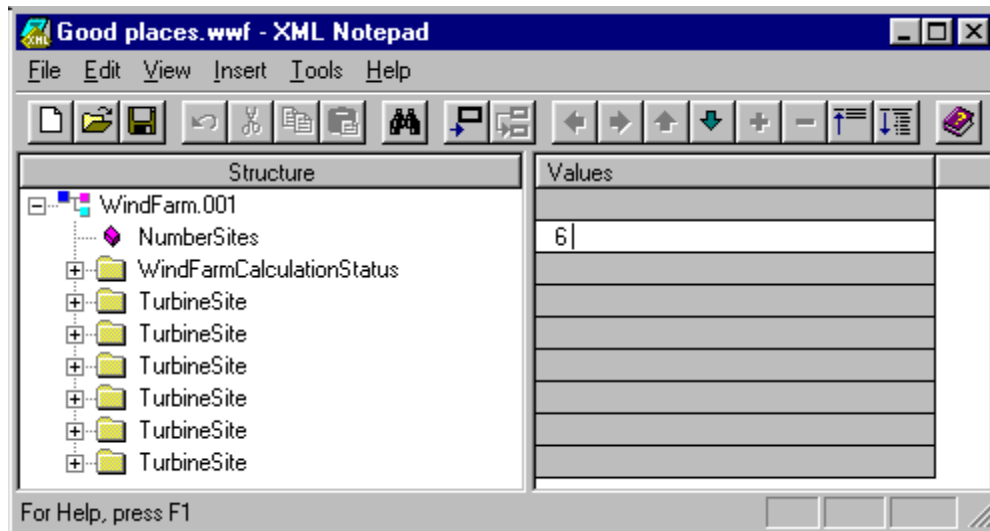 Good places.wwf - XML Notepad
File Edit View Insert Tools Help
Structure Values
WindFarm.001
NumberSites 6
WindFarmCalculationStatus
TurbineSite
TurbineSite
TurbineSite
TurbineSite
TurbineSite
TurbineSite
For Help, press F1